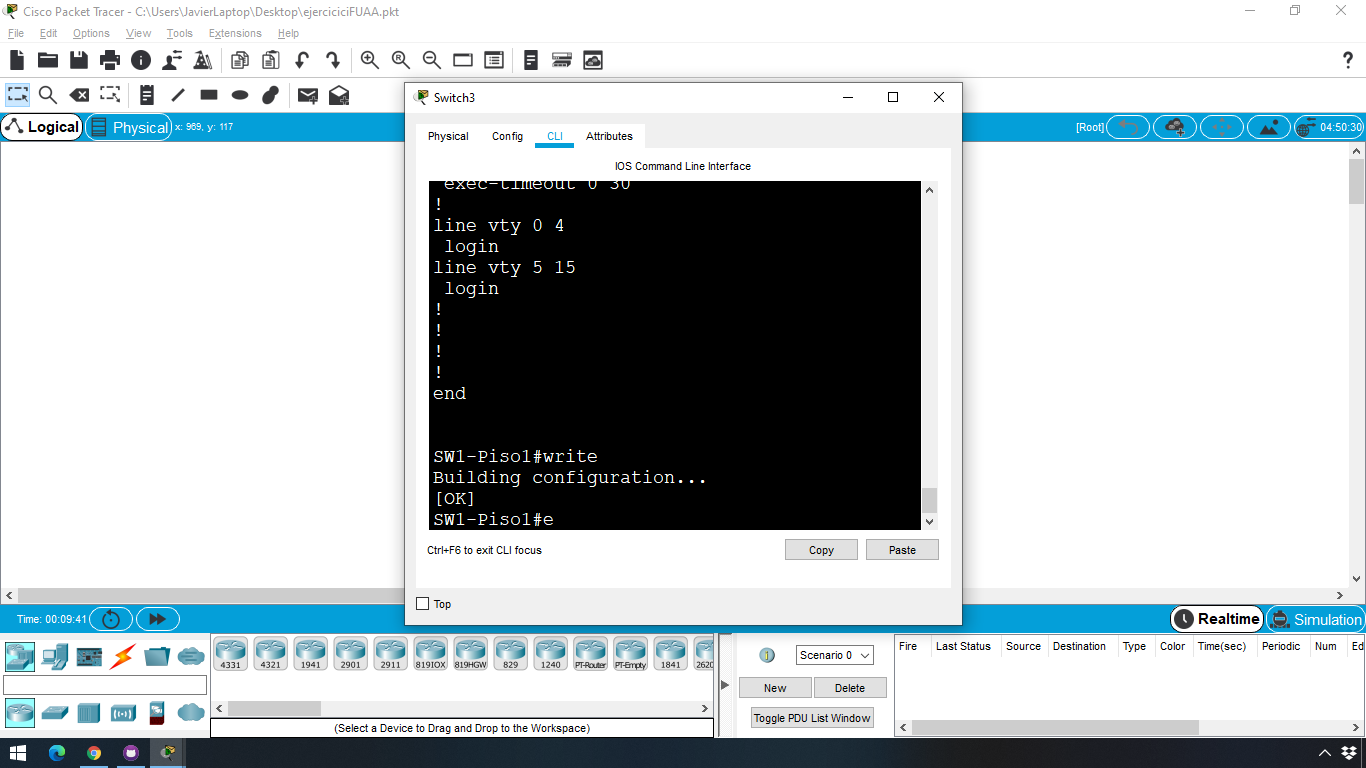 Cisco Packet Tracer - C:\Users\JavierLaptop\Desktop\ejerciciciFUAA.pkt
File Edit Options View Tools Extensions Help
?
Logical Physical x: 969, y: 117 [Root] 04:50:30
Switch3
Physical Config CLI Attributes
IOS Command Line Interface
exec-timeout 0 30
!
line vty 0 4
login
line vty 5 15
login
!
!
!
!
end
SW1-Piso1#write
Building configuration...
[OK]
SW1-Piso1#e
Ctrl+F6 to exit CLI focus Copy Paste
Top
Time: 00:09:41 Realtime Simulation
4331 4321 1941 2901 2911 819IOX 819HGW 829 1240 PT-Router PT-Empty 1841 2620
(Select a Device to Drag and Drop to the Workspace)
Scenario 0
New Delete
Toggle PDU List Window
Fire Last Status Source Destination Type Color Time(sec) Periodic Num Ed